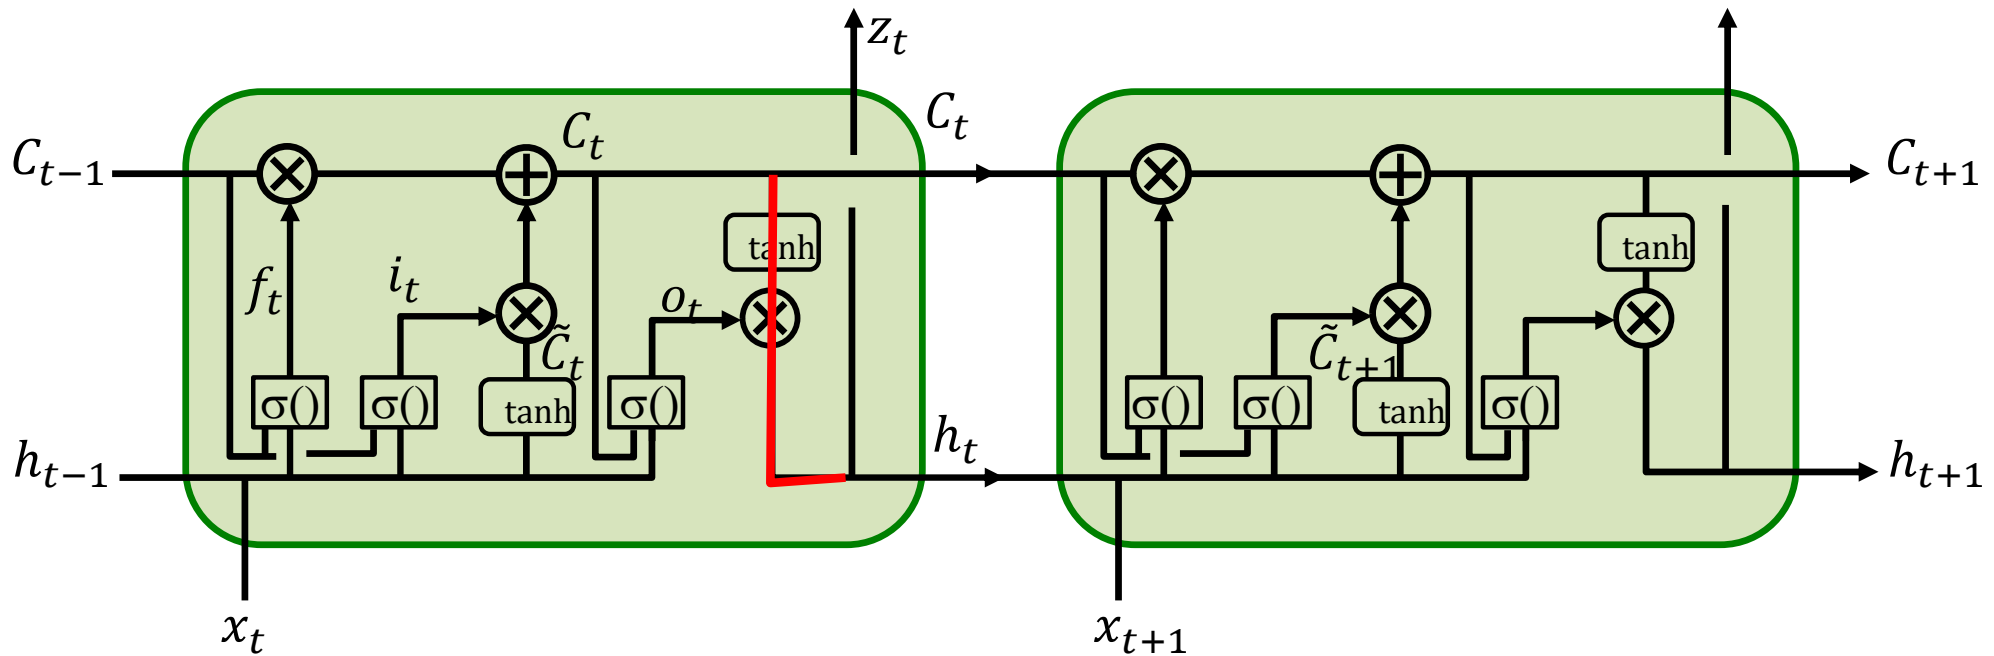 z_t
C_t
C_t
C_{t-1}
C_{t+1}
tanh
tanh
f_t
i_t
o_t
C̃_t
C̃_{t+1}
σ()
σ()
tanh
σ()
σ()
σ()
tanh
σ()
h_t
h_{t-1}
h_{t+1}
x_t
x_{t+1}